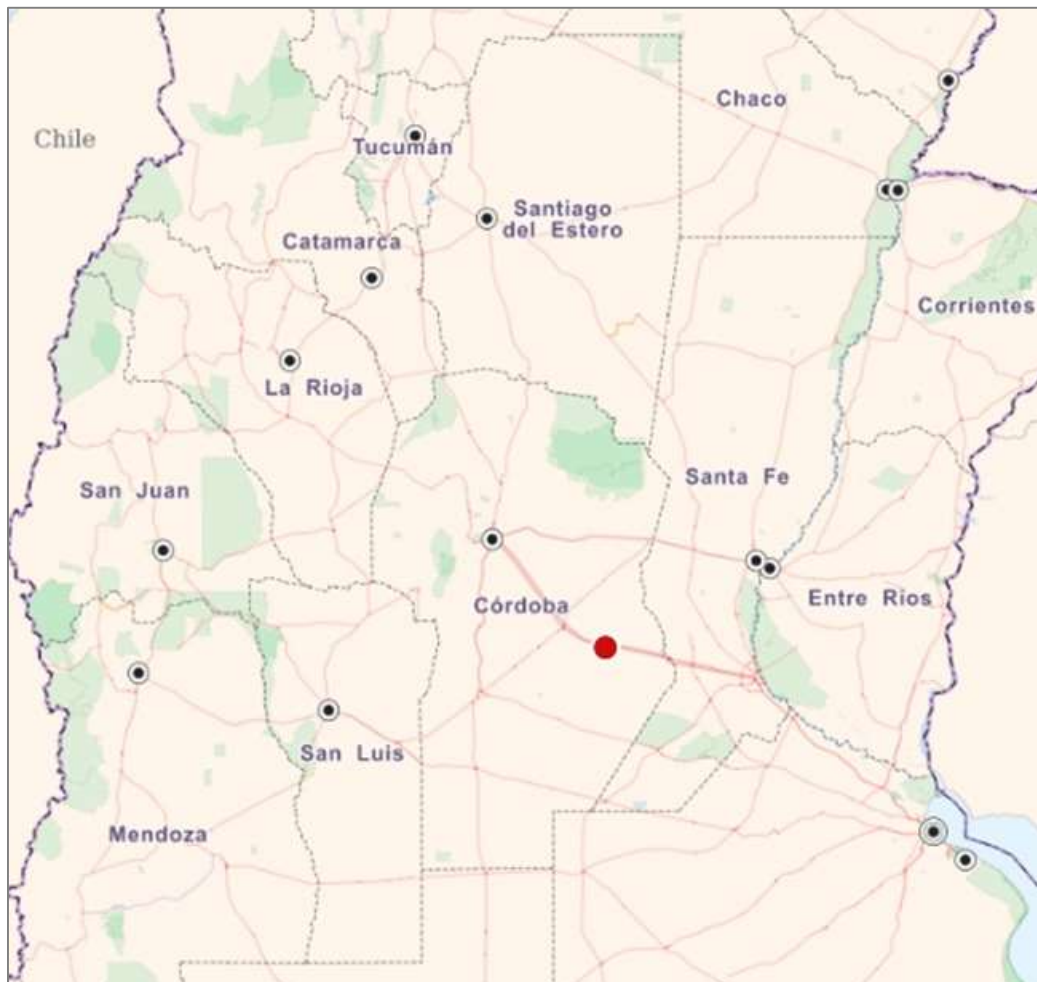 Chaco
Chile
Tucumán
Santiago
del Estero
Catamarca
Corrientes
La Rioja
Santa Fe
San Juan
Entre Ríos
Córdoba
San Luis
Mendoza